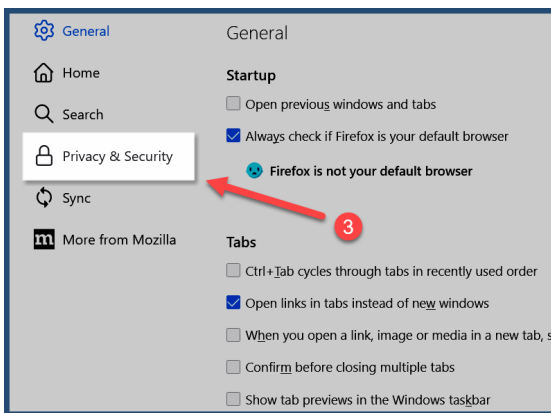 General
Home
Search
Privacy & Security
Sync
m More from Mozilla
General
Startup
Open previous windows and tabs
Always check if Firefox is your default browser
Firefox is not your default browser
3
Tabs
Ctrl+Tab cycles through tabs in recently used order
Open links in tabs instead of new windows
When you open a link, image or media in a new tab, s
Confirm before closing multiple tabs
Show tab previews in the Windows taskbar